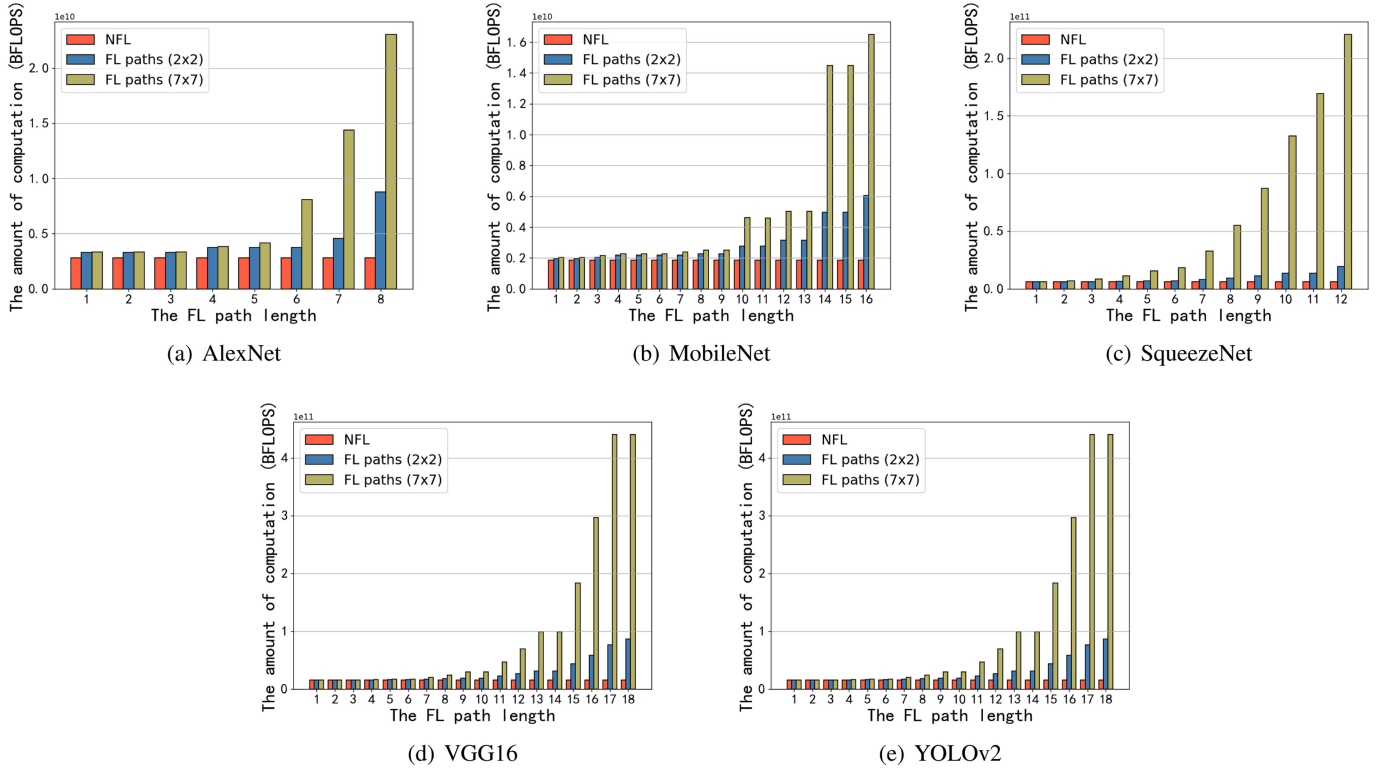 1e10
The amount of computation (BFLOPS)
NFL
FL paths (2x2)
FL paths (7x7)
2.0
1.5
1.0
0.5
0.0
1 2 3 4 5 6 7 8
The FL path length
(a) AlexNet
1e10
The amount of computation (BFLOPS)
NFL
FL paths (2x2)
FL paths (7x7)
1.6
1.4
1.2
1.0
0.8
0.6
0.4
0.2
0.0
1 2 3 4 5 6 7 8 9 10 11 12 13 14 15 16
The FL path length
(b) MobileNet
1e11
The amount of computation (BFLOPS)
NFL
FL paths (2x2)
FL paths (7x7)
2.0
1.5
1.0
0.5
0.0
1 2 3 4 5 6 7 8 9 10 11 12
The FL path length
(c) SqueezeNet
1e11
The amount of computation (BFLOPS)
NFL
FL paths (2x2)
FL paths (7x7)
4
3
2
1
0
1 2 3 4 5 6 7 8 9 10 11 12 13 14 15 16 17 18
The FL path length
(d) VGG16
1e11
The amount of computation (BFLOPS)
NFL
FL paths (2x2)
FL paths (7x7)
4
3
2
1
0
1 2 3 4 5 6 7 8 9 10 11 12 13 14 15 16 17 18
The FL path length
(e) YOLOv2